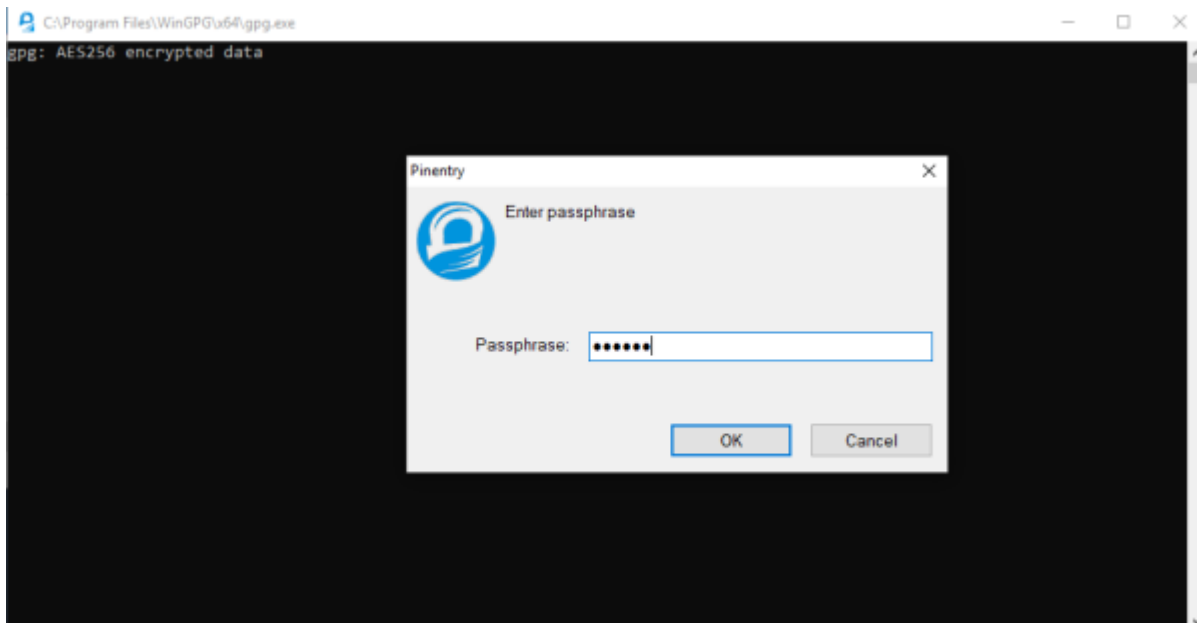 C:\Program Files\WinGPG\x64\gpg.exe
gpg: AES256 encrypted data
Pinentry
Enter passphrase
Passphrase: ●●●●●●
OK Cancel